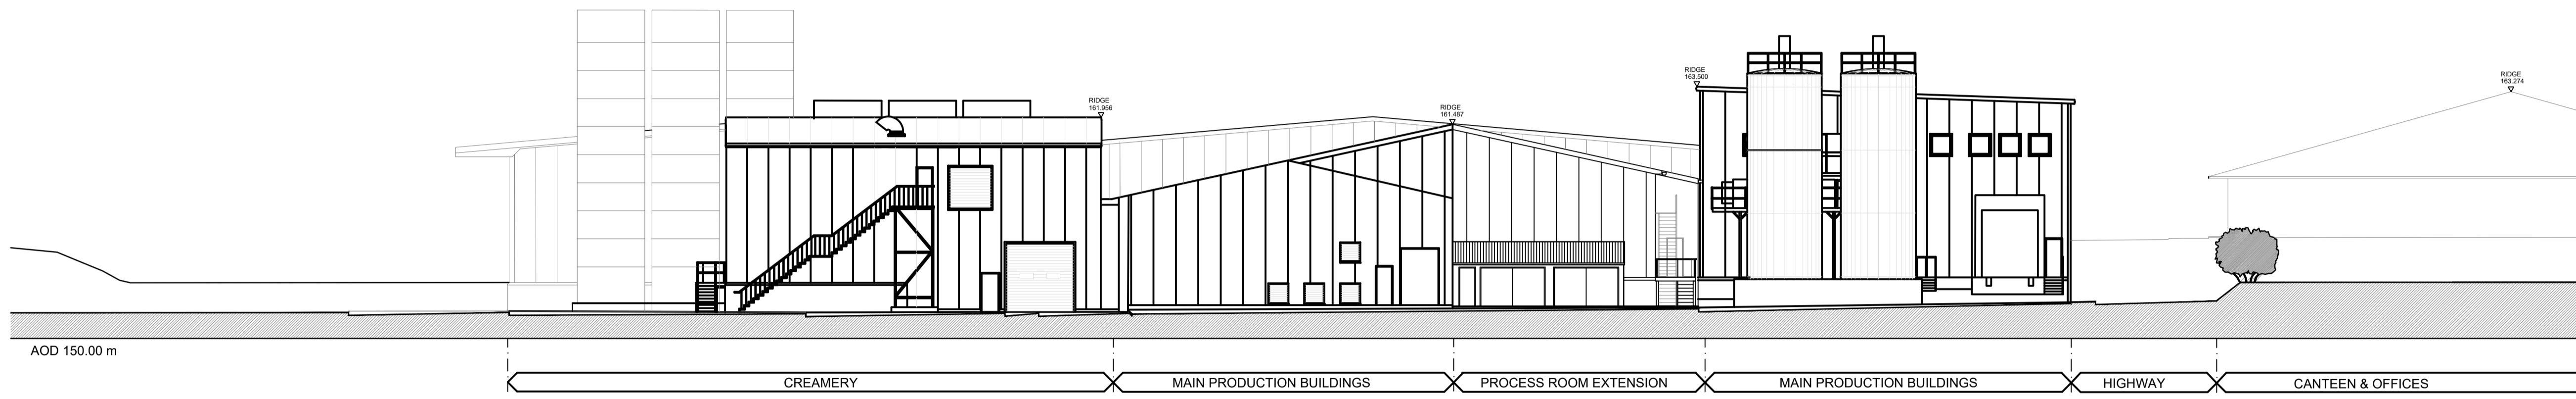 RIDGE
161.956
RIDGE
161.487
RIDGE
163.500
RIDGE
163.274
AOD 150.00 m
CREAMERY
MAIN PRODUCTION BUILDINGS
PROCESS ROOM EXTENSION
MAIN PRODUCTION BUILDINGS
HIGHWAY
CANTEEN & OFFICES